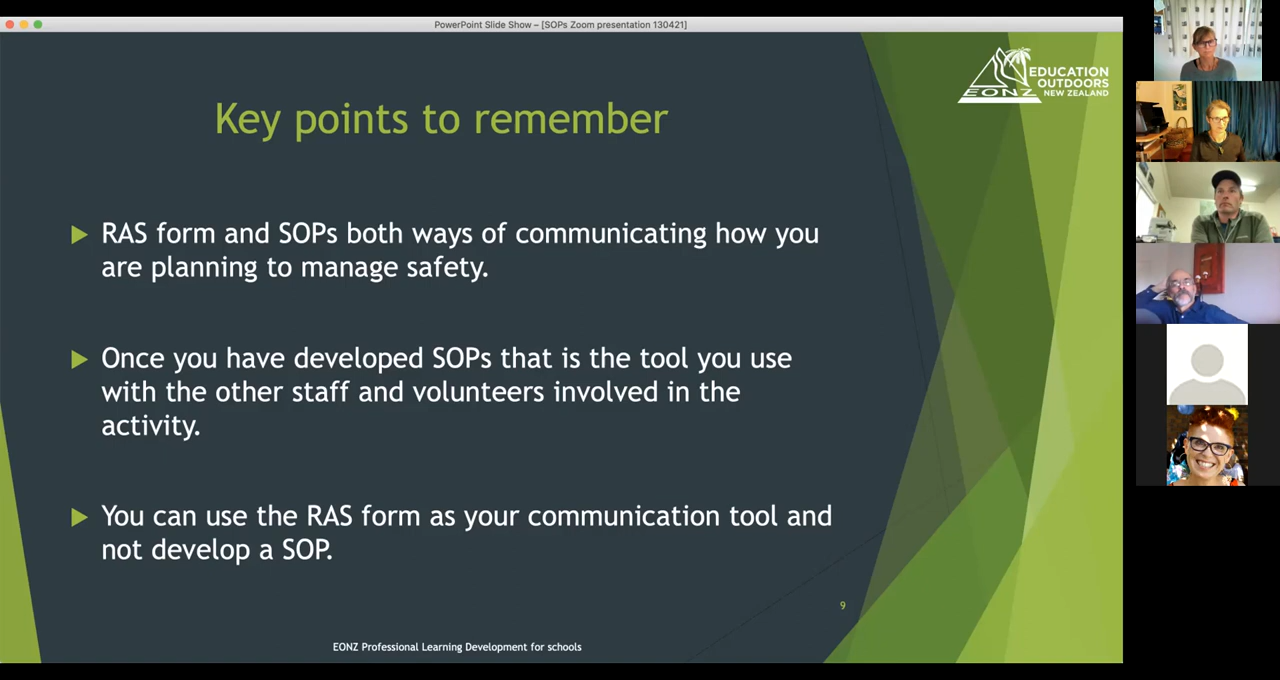 PowerPoint Slide Show – [SOPs Zoom presentation 130421]
EONZ
EDUCATION
OUTDOORS
NEW ZEALAND
Key points to remember
RAS form and SOPs both ways of communicating how you
are planning to manage safety.
Once you have developed SOPs that is the tool you use
with the other staff and volunteers involved in the
activity.
You can use the RAS form as your communication tool and
not develop a SOP.
9
EONZ Professional Learning Development for schools